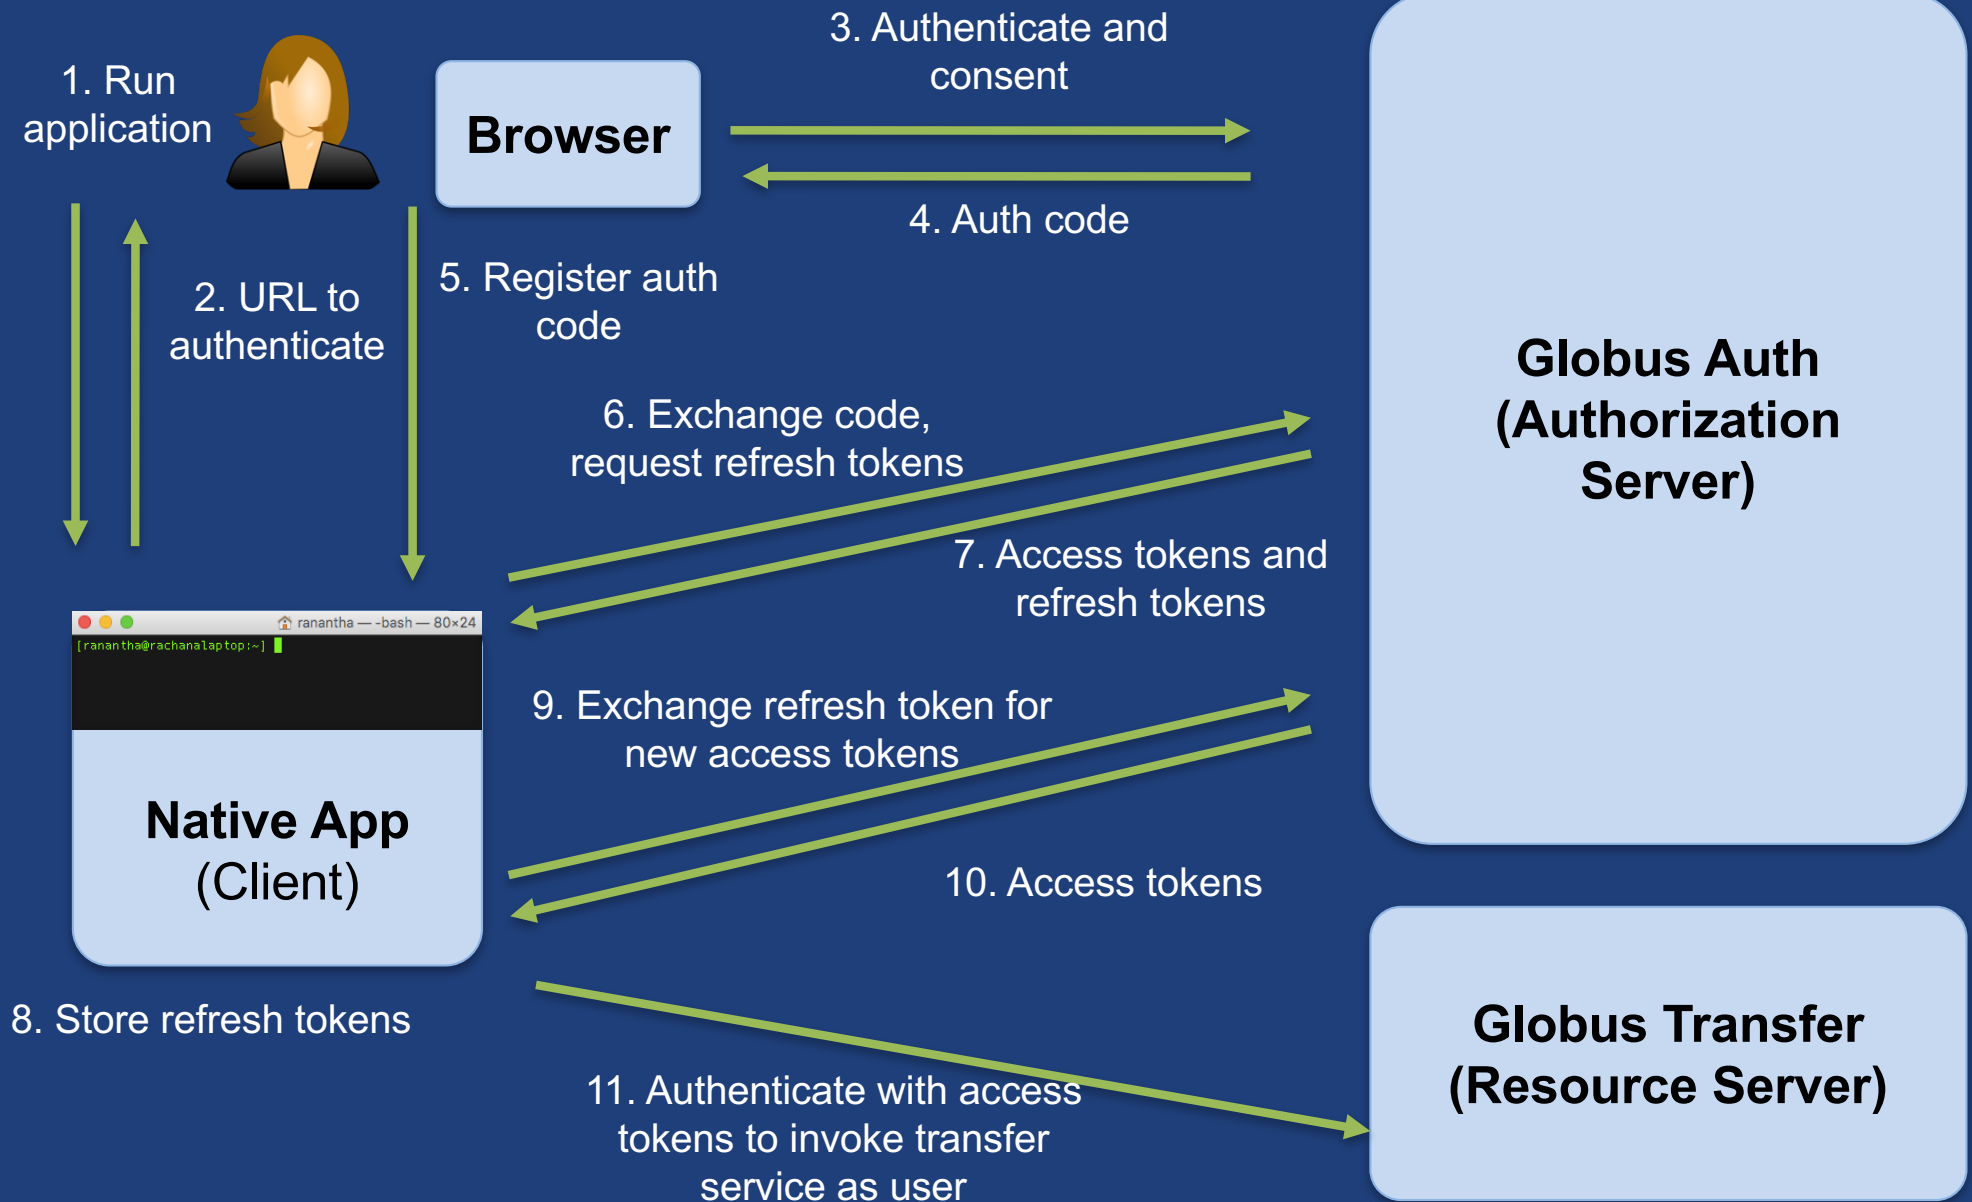 1. Run
application
Browser
3. Authenticate and
consent
4. Auth code
2. URL to
authenticate
5. Register auth
code
6. Exchange code,
request refresh tokens
7. Access tokens and
refresh tokens
Globus Auth
(Authorization
Server)
ranantha — -bash — 80×24
[ranantha@rachanalaptop:~]
Native App
(Client)
8. Store refresh tokens
9. Exchange refresh token for
new access tokens
10. Access tokens
11. Authenticate with access
tokens to invoke transfer
service as user
Globus Transfer
(Resource Server)